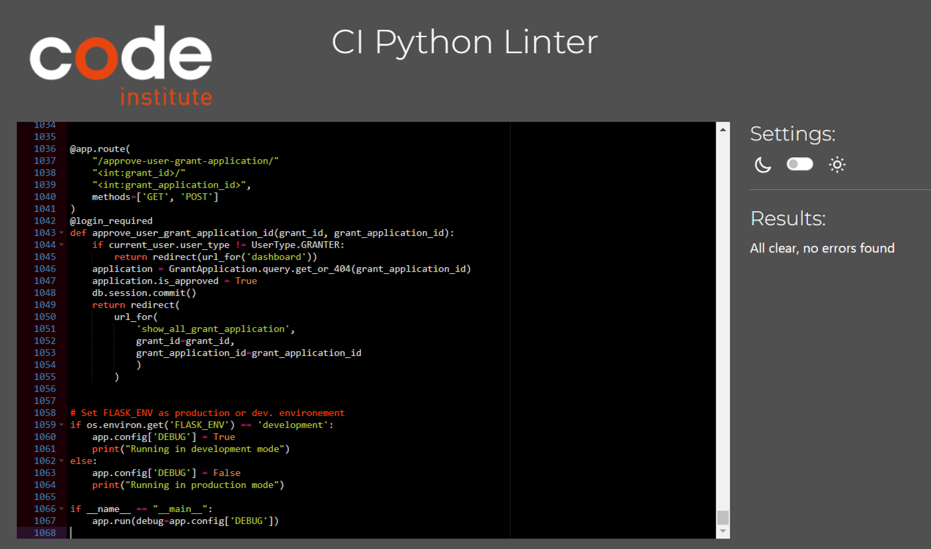 code
institute
CI Python Linter
1034
1035
1036 @app.route(
1037 "/approve-user-grant-application/"
1038 "<int:grant_id>/"
1039 "<int:grant_application_id>",
1040 methods=['GET', 'POST']
1041 )
1042 @login_required
1043 def approve_user_grant_application_id(grant_id, grant_application_id):
1044 if current_user.user_type != UserType.GRANTER:
1045 return redirect(url_for('dashboard'))
1046 application = GrantApplication.query.get_or_404(grant_application_id)
1047 application.is_approved = True
1048 db.session.commit()
1049 return redirect(
1050 url_for(
1051 'show_all_grant_application',
1052 grant_id=grant_id,
1053 grant_application_id=grant_application_id
1054 )
1055 )
1056
1057
1058 # Set FLASK_ENV as production or dev. environement
1059 if os.environ.get('FLASK_ENV') == 'development':
1060 app.config['DEBUG'] = True
1061 print("Running in development mode")
1062 else:
1063 app.config['DEBUG'] = False
1064 print("Running in production mode")
1065
1066 if __name__ == "__main__":
1067 app.run(debug=app.config['DEBUG'])
1068
Settings:
Results:
All clear, no errors found